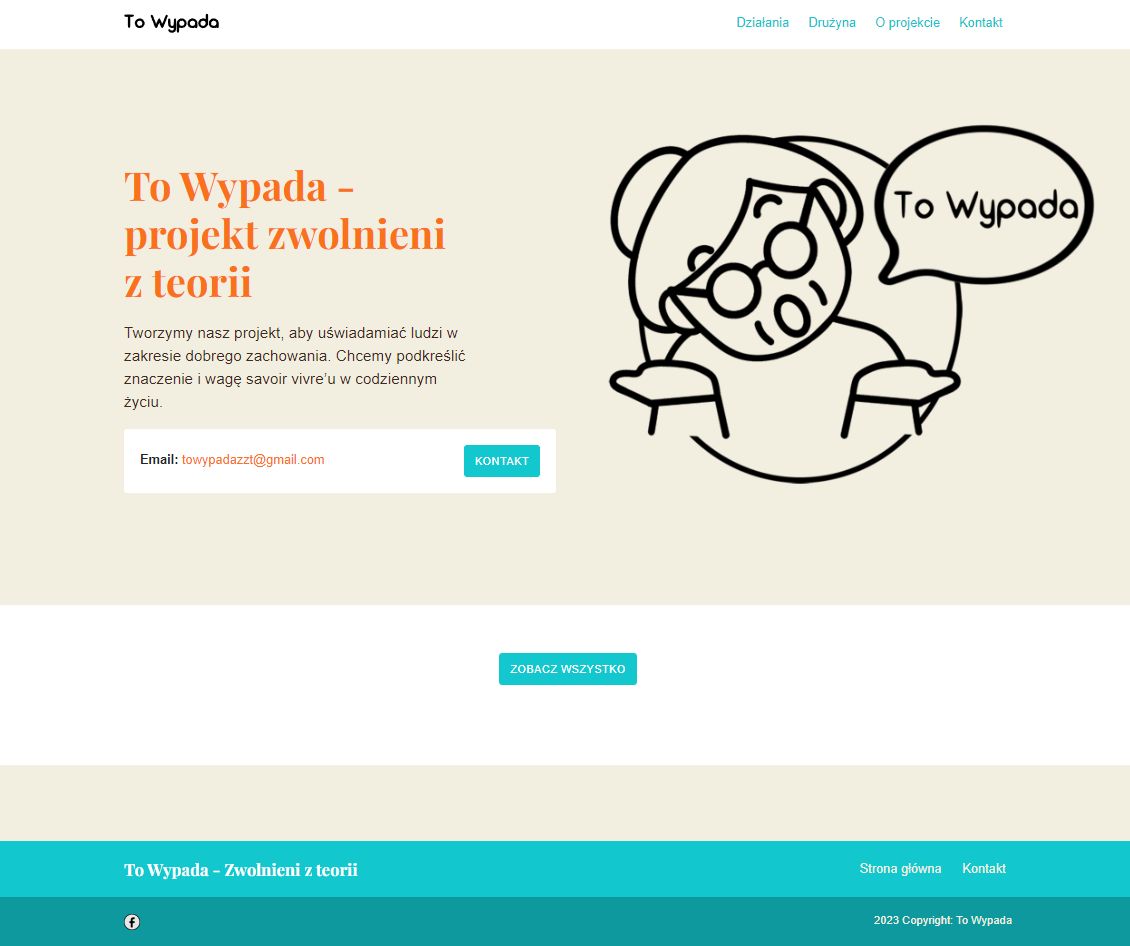 To Wypada
Działania Drużyna O projekcie Kontakt
To Wypada -
projekt zwolnieni
z teorii
Tworzymy nasz projekt, aby uświadamiać ludzi w
zakresie dobrego zachowania. Chcemy podkreślić
znaczenie i wagę savoir vivre’u w codziennym
życiu.
Email: towypadazzt@gmail.com
KONTAKT
To Wypada
ZOBACZ WSZYSTKO
To Wypada - Zwolnieni z teorii
Strona główna Kontakt
2023 Copyright: To Wypada